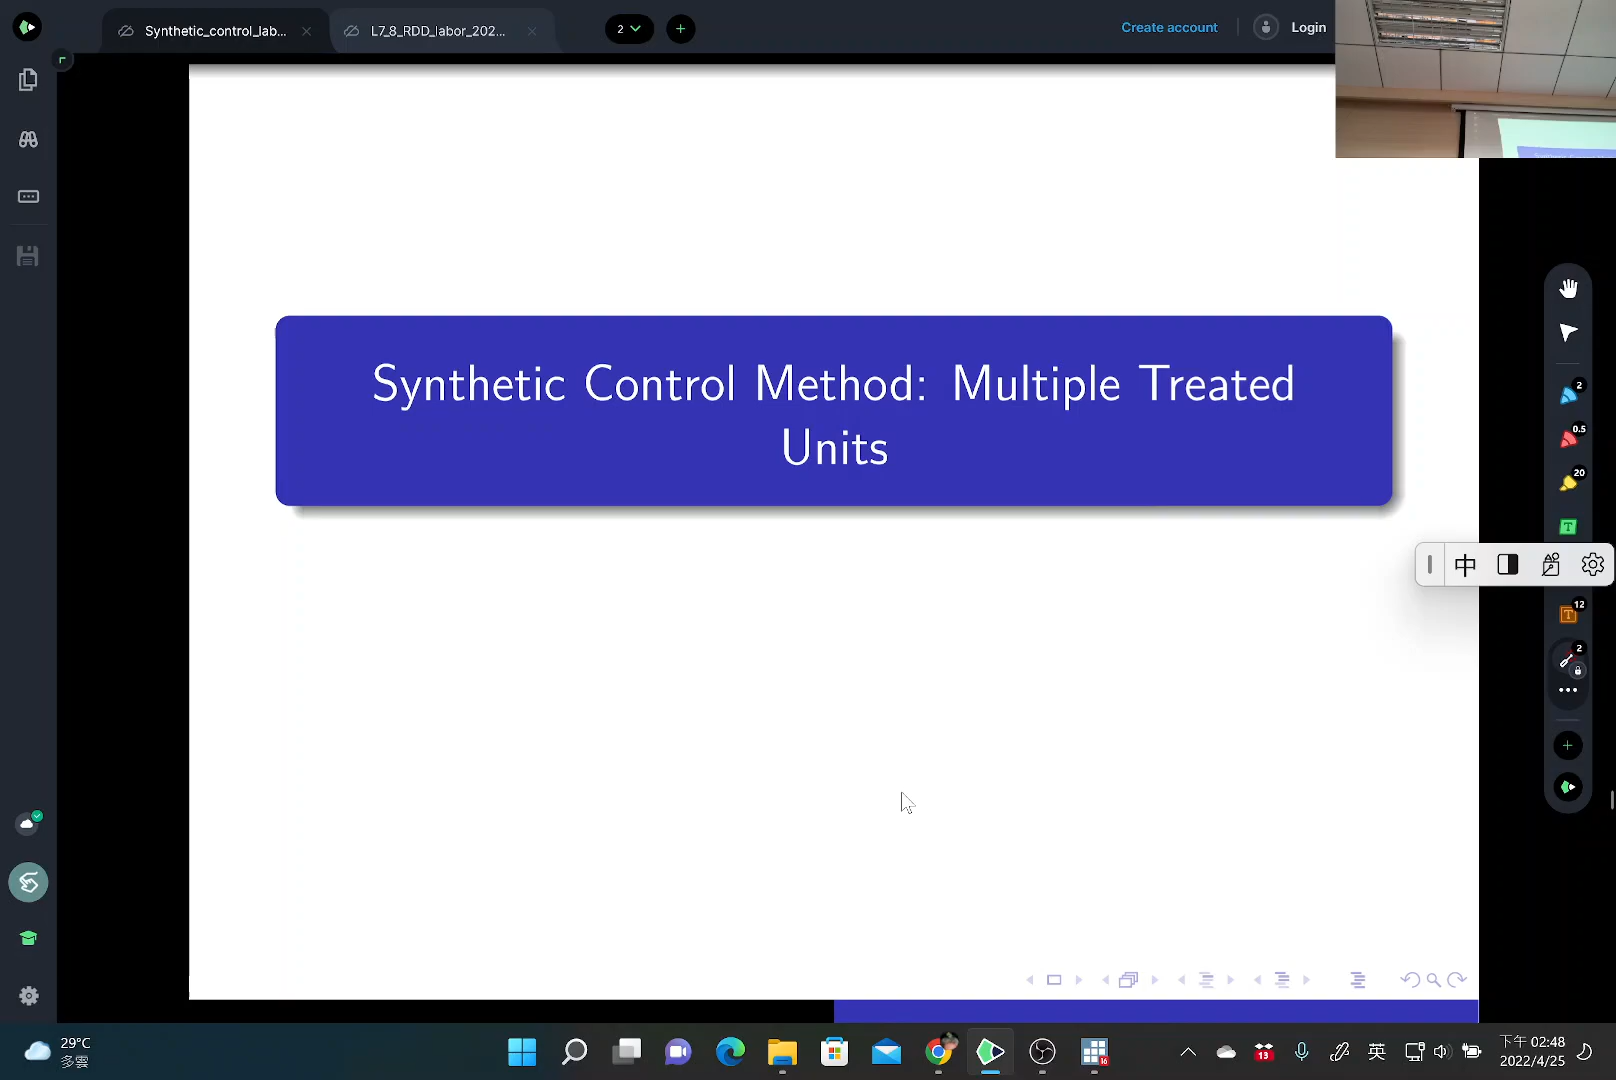 Synthetic_control_lab...
L7_8_RDD_labor_202...
2
Create account
Login
Synthetic Control Method: Multiple Treated
Units
2
0.5
20
T
中
T
12
2
29°C
多雲
13
16
英
下午 02:48
2022/4/25